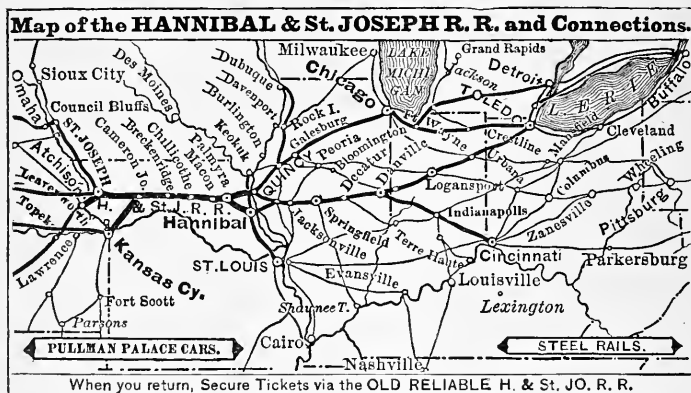 Map of the HANNIBAL & St. JOSEPH R. R. and Connections.
Milwaukee
LAKE MICHIGAM
Grand Rapids
Jackson
Detroit
Buffalo
Sioux City
Des Moines
Dubuque
Davenport
Burlington
Keokuk
Chicago
TOLEDO
L. ERIE
Omaha
Council Bluffs
Rock I.
Galesburg
Ft. Wayne
Crestline
Mansfield
Cleveland
ST. JOSEPH
Cameron Jo.
Breckenridge
Chillicothe
Macon
Palmyra
QUINCY
Peoria
Bloomington
Decatur
Danville
Urbana
Columbus
Wheeling
Atchison
Logansport
Leavenworth
H. & St. J. R. R.
Topek
Hannibal
Jacksonville
Springfield
Indianapolls
Zanesville
Pittsburg
Lawrence
Kansas Cy.
ST. LOUIS
Terre Haute
Cincinnati
Parkersburg
Evansville
Louisville
Fort Scott
Shawnee T.
Lexington
Parsons
Cairo
Nashville
PULLMAN PALACE CARS.
STEEL RAILS.
When you return, Secure Tickets via the OLD RELIABLE H. & St. JO. R. R.